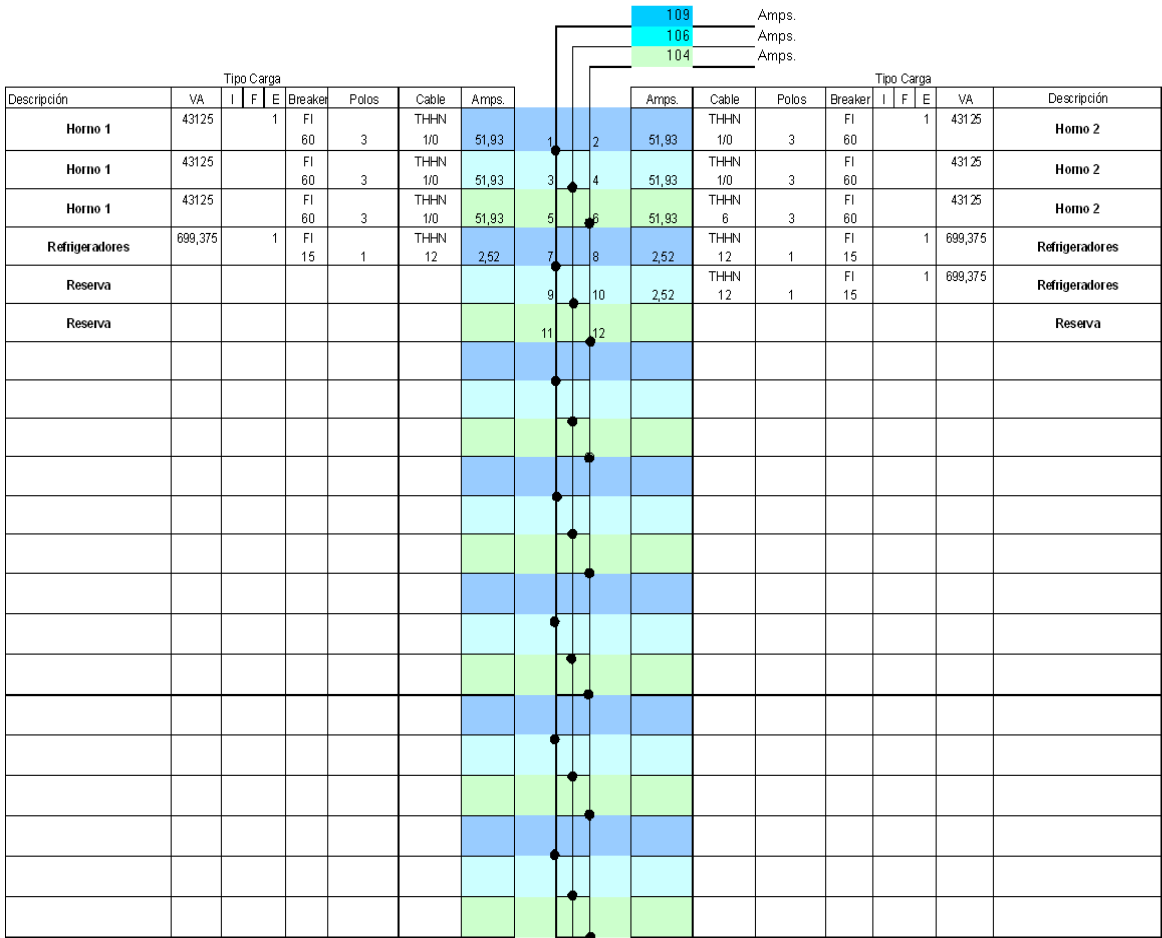 109 Amps.
106 Amps.
104 Amps.
Tipo Carga Tipo Carga
Descripción VA I F E Breaker Polos Cable Amps. Amps. Cable Polos Breaker I F E VA Descripción
Horno 1 43125 1 FI THHN THHN FI 1 43125 Horno 2
60 3 1/0 51,93 1 2 51,93 1/0 3 60
Horno 1 43125 FI THHN THHN FI 43125 Horno 2
60 3 1/0 51,93 3 4 51,93 1/0 3 60
Horno 1 43125 FI THHN THHN FI 43125 Horno 2
60 3 1/0 51,93 5 6 51,93 6 3 60
Refrigeradores 699,375 1 FI THHN THHN FI 1 699,375 Refrigeradores
15 1 12 2,52 7 8 2,52 12 1 15
Reserva THHN FI 1 699,375 Refrigeradores
9 10 2,52 12 1 15
Reserva Reserva
11 12